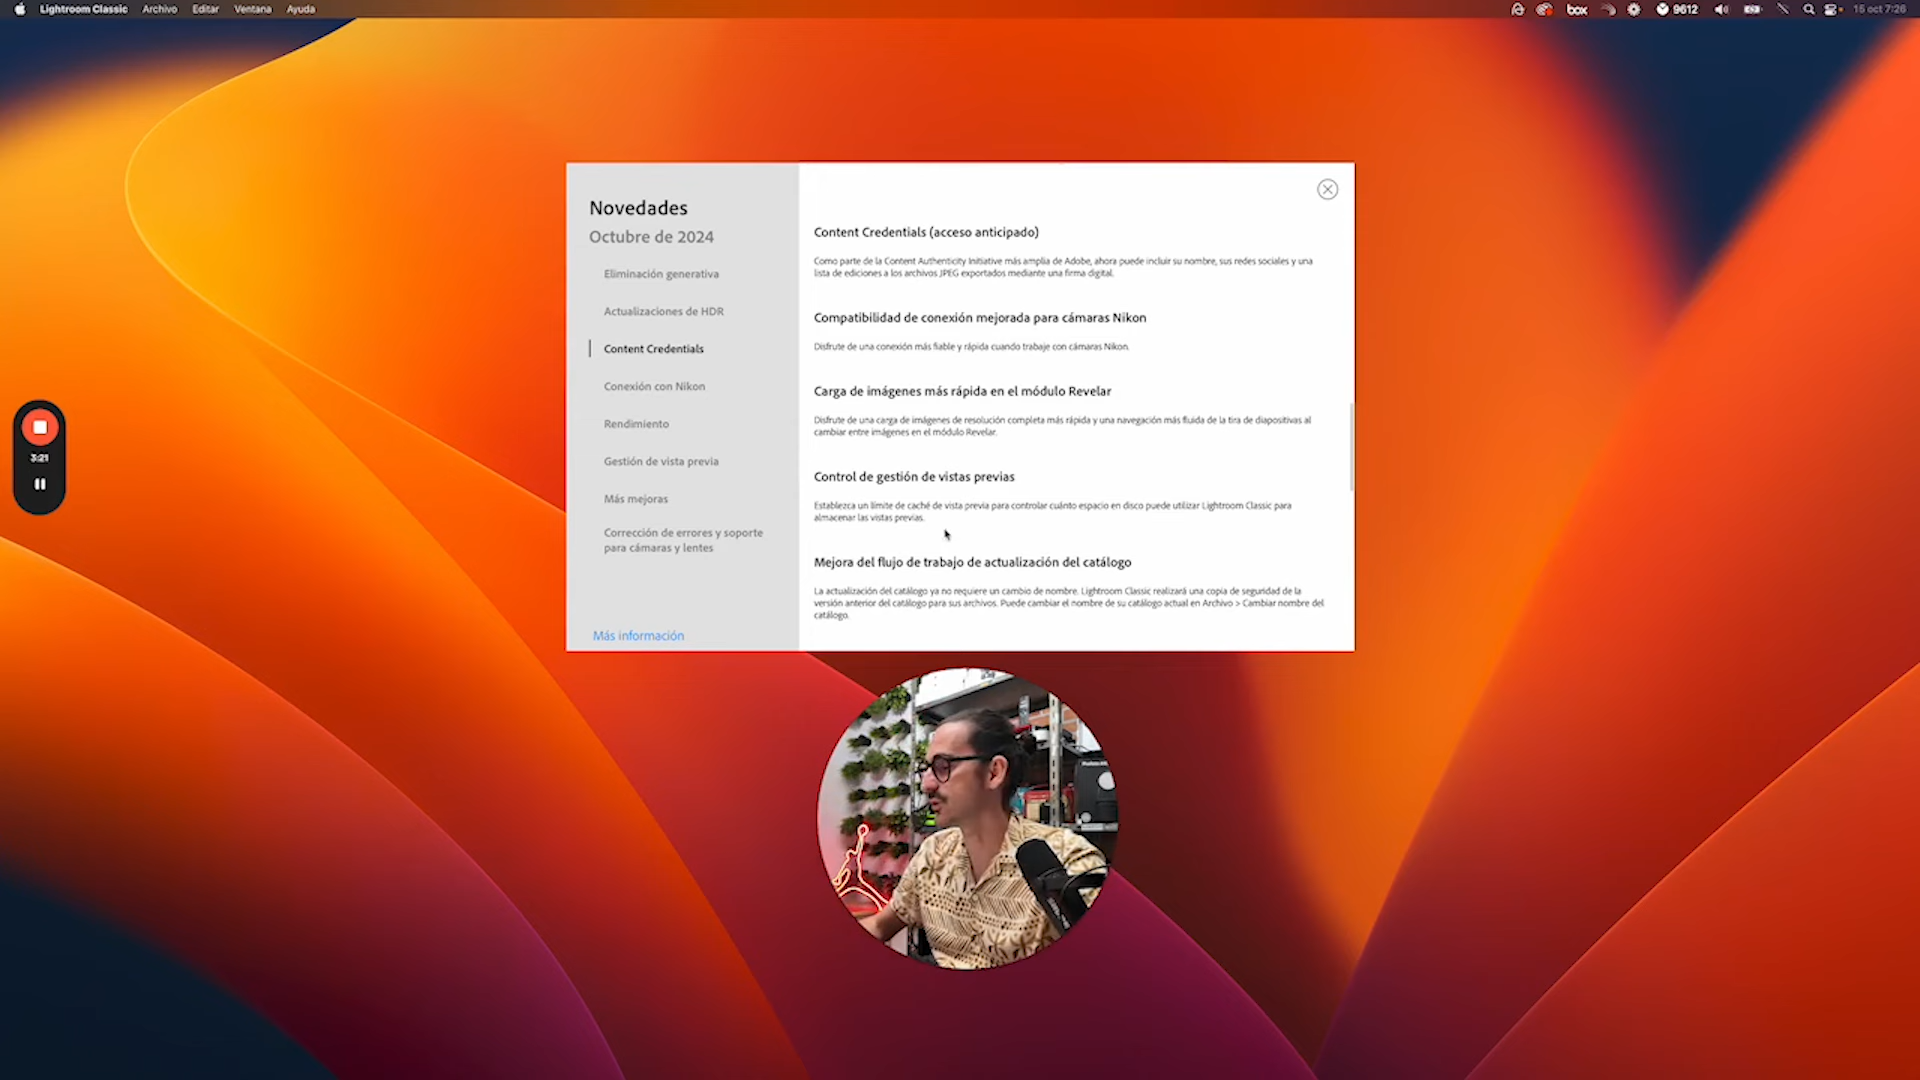 Lightroom Classic Archivo Editar Ventana Ayuda
box 9612 15 oct 7:26
Novedades
Octubre de 2024
Eliminación generativa
Actualizaciones de HDR
Content Credentials
Conexión con Nikon
Rendimiento
Gestión de vista previa
Más mejoras
Corrección de errores y soporte
para cámaras y lentes
Más información
Content Credentials (acceso anticipado)
Como parte de la Content Authenticity Initiative más amplia de Adobe, ahora puede incluir su nombre, sus redes sociales y una
lista de ediciones a los archivos JPEG exportados mediante una firma digital.
Compatibilidad de conexión mejorada para cámaras Nikon
Disfrute de una conexión más fiable y rápida cuando trabaje con cámaras Nikon.
Carga de imágenes más rápida en el módulo Revelar
Disfrute de una carga de imágenes de resolución completa más rápida y una navegación más fluida de la tira de diapositivas al
cambiar entre imágenes en el módulo Revelar.
Control de gestión de vistas previas
Establezca un límite de caché de vista previa para controlar cuánto espacio en disco puede utilizar Lightroom Classic para
almacenar las vistas previas.
Mejora del flujo de trabajo de actualización del catálogo
La actualización del catálogo ya no requiere un cambio de nombre. Lightroom Classic realizará una copia de seguridad de la
versión anterior del catálogo para sus archivos. Puede cambiar el nombre de su catálogo actual en Archivo > Cambiar nombre del
catálogo.
3:21